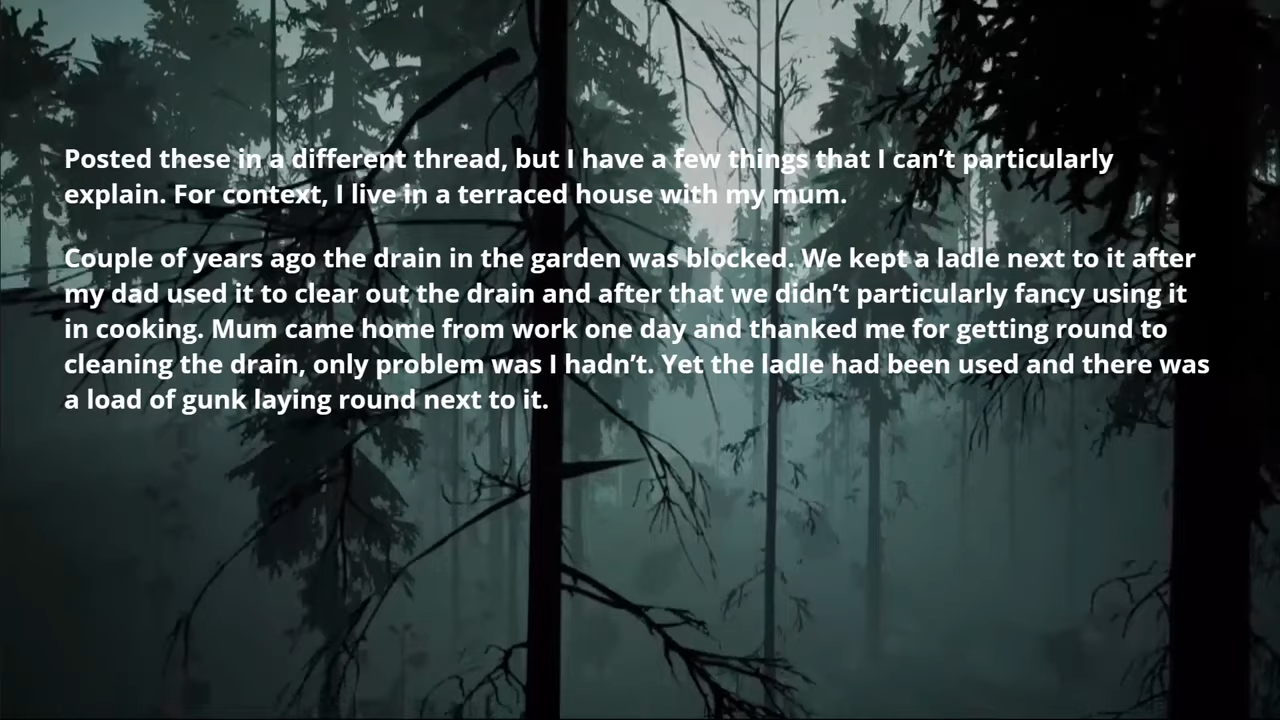 Posted these in a different thread, but I have a few things that I can’t particularly
explain. For context, I live in a terraced house with my mum.
Couple of years ago the drain in the garden was blocked. We kept a ladle next to it after
my dad used it to clear out the drain and after that we didn’t particularly fancy using it
in cooking. Mum came home from work one day and thanked me for getting round to
cleaning the drain, only problem was I hadn’t. Yet the ladle had been used and there was
a load of gunk laying round next to it.